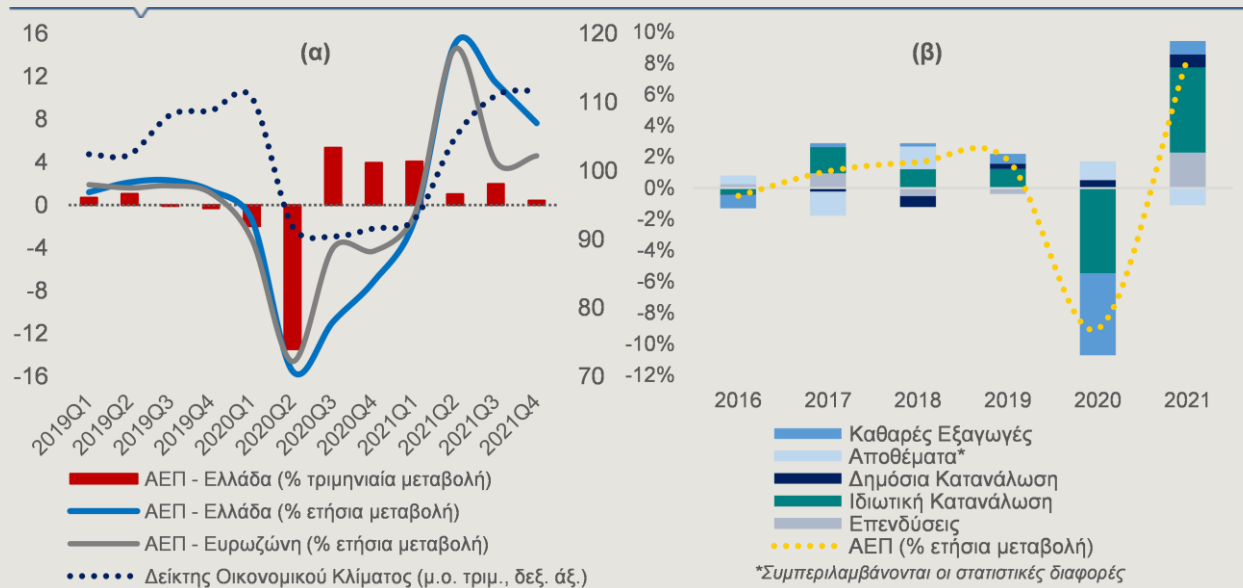 (α)
16
12
8
4
0
-4
-8
-12
-16
120
110
100
90
80
70
2019Q1
2019Q2
2019Q3
2019Q4
2020Q1
2020Q2
2020Q3
2020Q4
2021Q1
2021Q2
2021Q3
2021Q4
ΑΕΠ - Ελλάδα (% τριμηνιαία μεταβολή)
ΑΕΠ - Ελλάδα (% ετήσια μεταβολή)
ΑΕΠ - Ευρωζώνη (% ετήσια μεταβολή)
Δείκτης Οικονομικού Κλίματος (μ.ο. τριμ., δεξ. άξ.)
(β)
10%
8%
6%
4%
2%
0%
-2%
-4%
-6%
-8%
-10%
-12%
2016
2017
2018
2019
2020
2021
Καθαρές Εξαγωγές
Αποθέματα*
Δημόσια Κατανάλωση
Ιδιωτική Κατανάλωση
Επενδύσεις
ΑΕΠ (% ετήσια μεταβολή)
*Συμπεριλαμβάνονται οι στατιστικές διαφορές